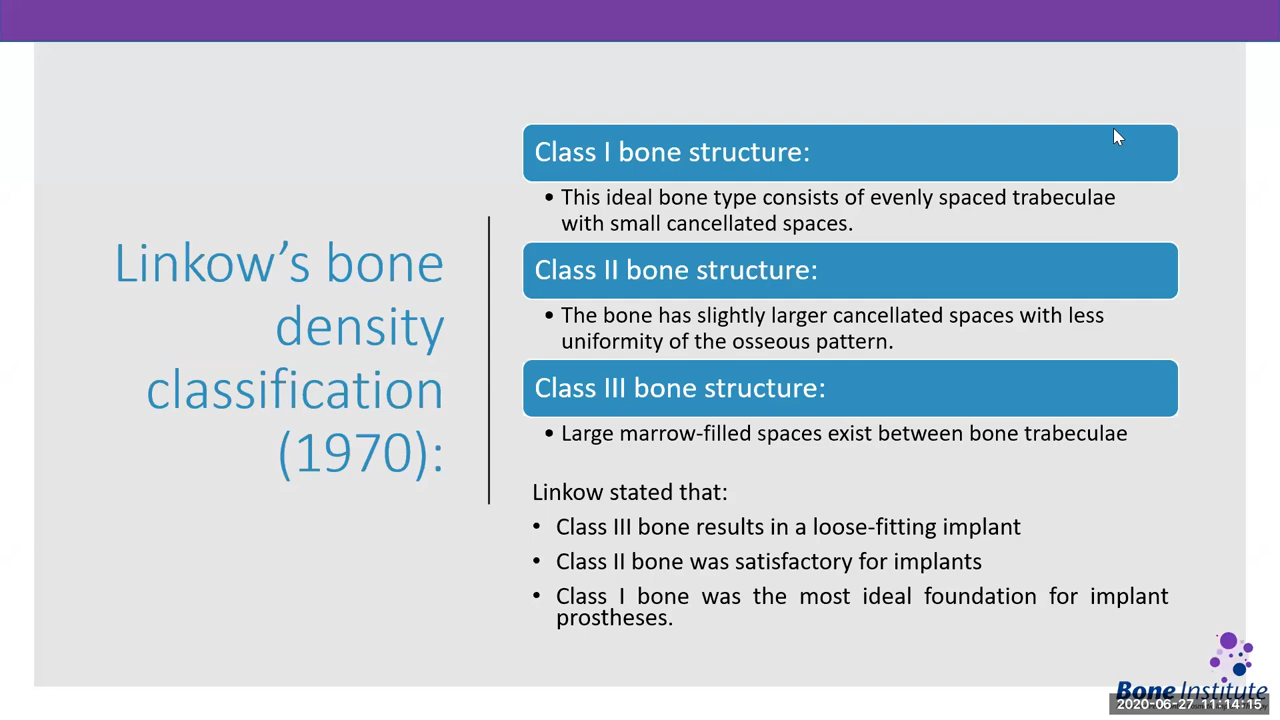 Linkow’s bone
density
classification
(1970):
Class I bone structure:
• This ideal bone type consists of evenly spaced trabeculae
with small cancellated spaces.
Class II bone structure:
• The bone has slightly larger cancellated spaces with less
uniformity of the osseous pattern.
Class III bone structure:
• Large marrow-filled spaces exist between bone trabeculae
Linkow stated that:
• Class III bone results in a loose-fitting implant
• Class II bone was satisfactory for implants
• Class I bone was the most ideal foundation for implant
prostheses.
Bone Institute
2020-06-27 11:14:15